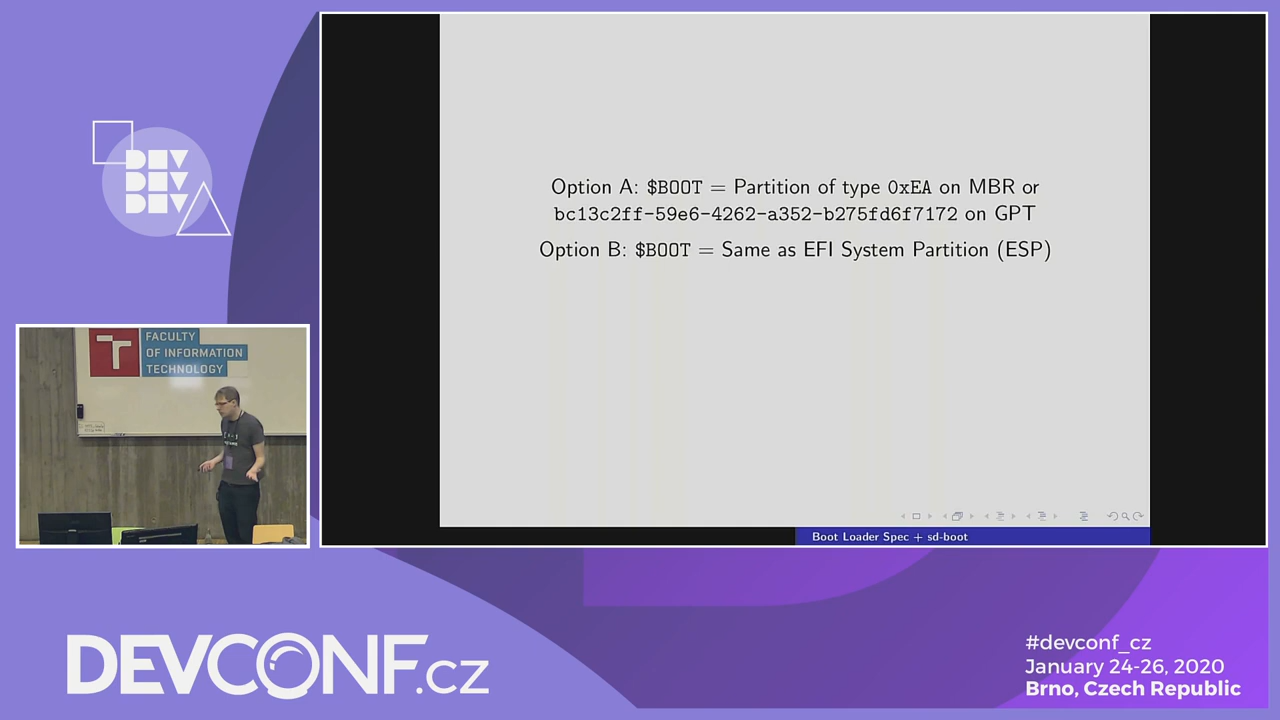 DEV
DEV
DEV
Option A: $BOOT = Partition of type 0xEA on MBR or
bc13c2ff-59e6-4262-a352-b275fd6f7172 on GPT
Option B: $BOOT = Same as EFI System Partition (ESP)
Boot Loader Spec + sd-boot
T
FACULTY
OF INFORMATION
TECHNOLOGY
DEVCONF.cz
#devconf_cz
January 24-26, 2020
Brno, Czech Republic